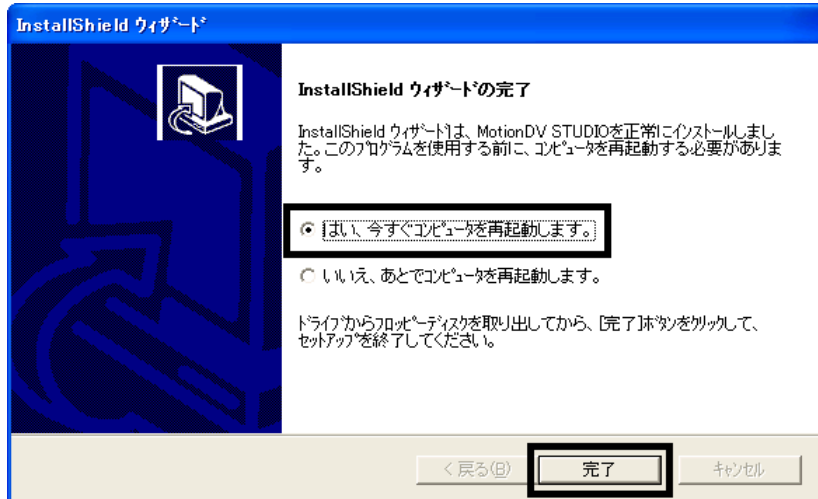 InstallShield ウィザード
InstallShield ウィザードの完了
InstallShield ウィザードは、MotionDV STUDIOを正常にインストールしまし
た。このプログラムを使用する前に、コンピュータを再起動する必要がありま
す。
はい、今すぐコンピュータを再起動します。
いいえ、あとでコンピュータを再起動します。
ドライブからフロッピーディスクを取り出してから、[完了]ボタンをクリックして、
セットアップを終了してください。
< 戻る(B)
完了
キャンセル